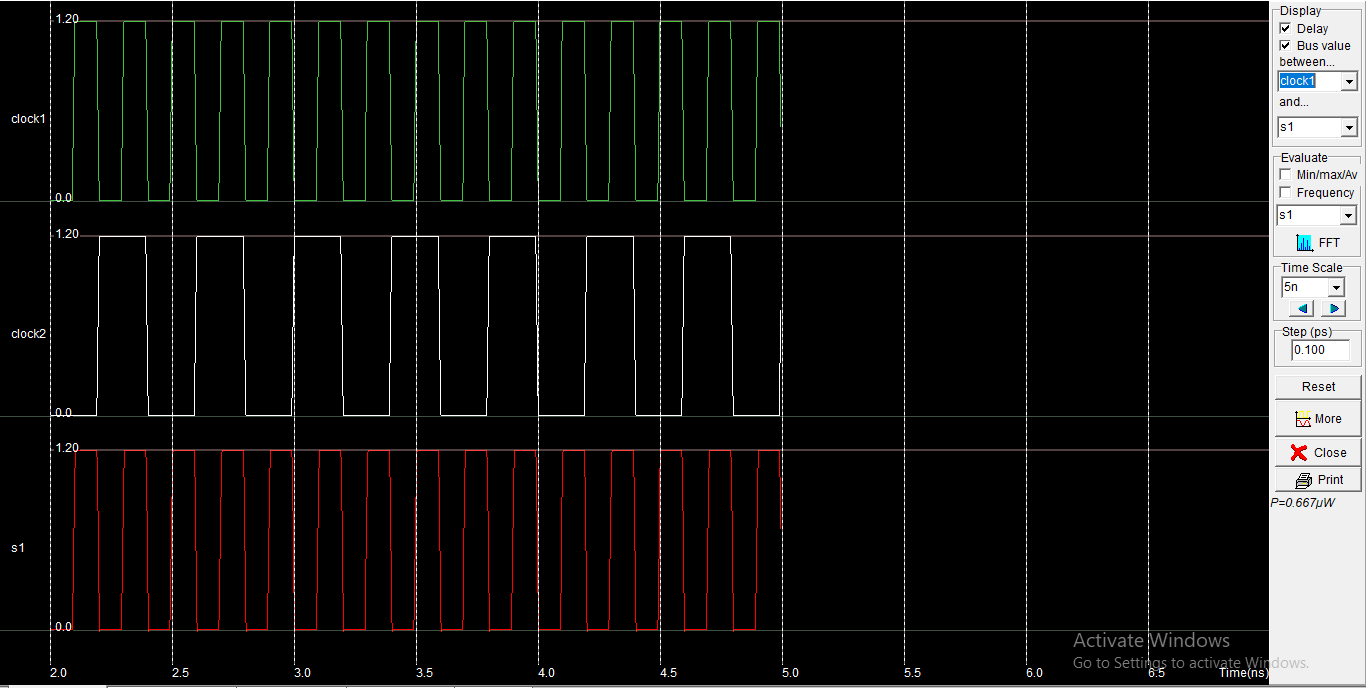 1.20
clock1
0.0
1.20
clock2
0.0
1.20
s1
0.0
2.0 2.5 3.0 3.5 4.0 4.5 5.0 5.5 6.0 6.5 Time(ns)
Display
Delay
Bus value
between...
clock1
and...
s1
Evaluate
Min/max/Av
Frequency
s1
FFT
Time Scale
5n
Step (ps)
0.100
Reset
More
Close
Print
P=0.667µW
Activate Windows
Go to Settings to activate Windows.